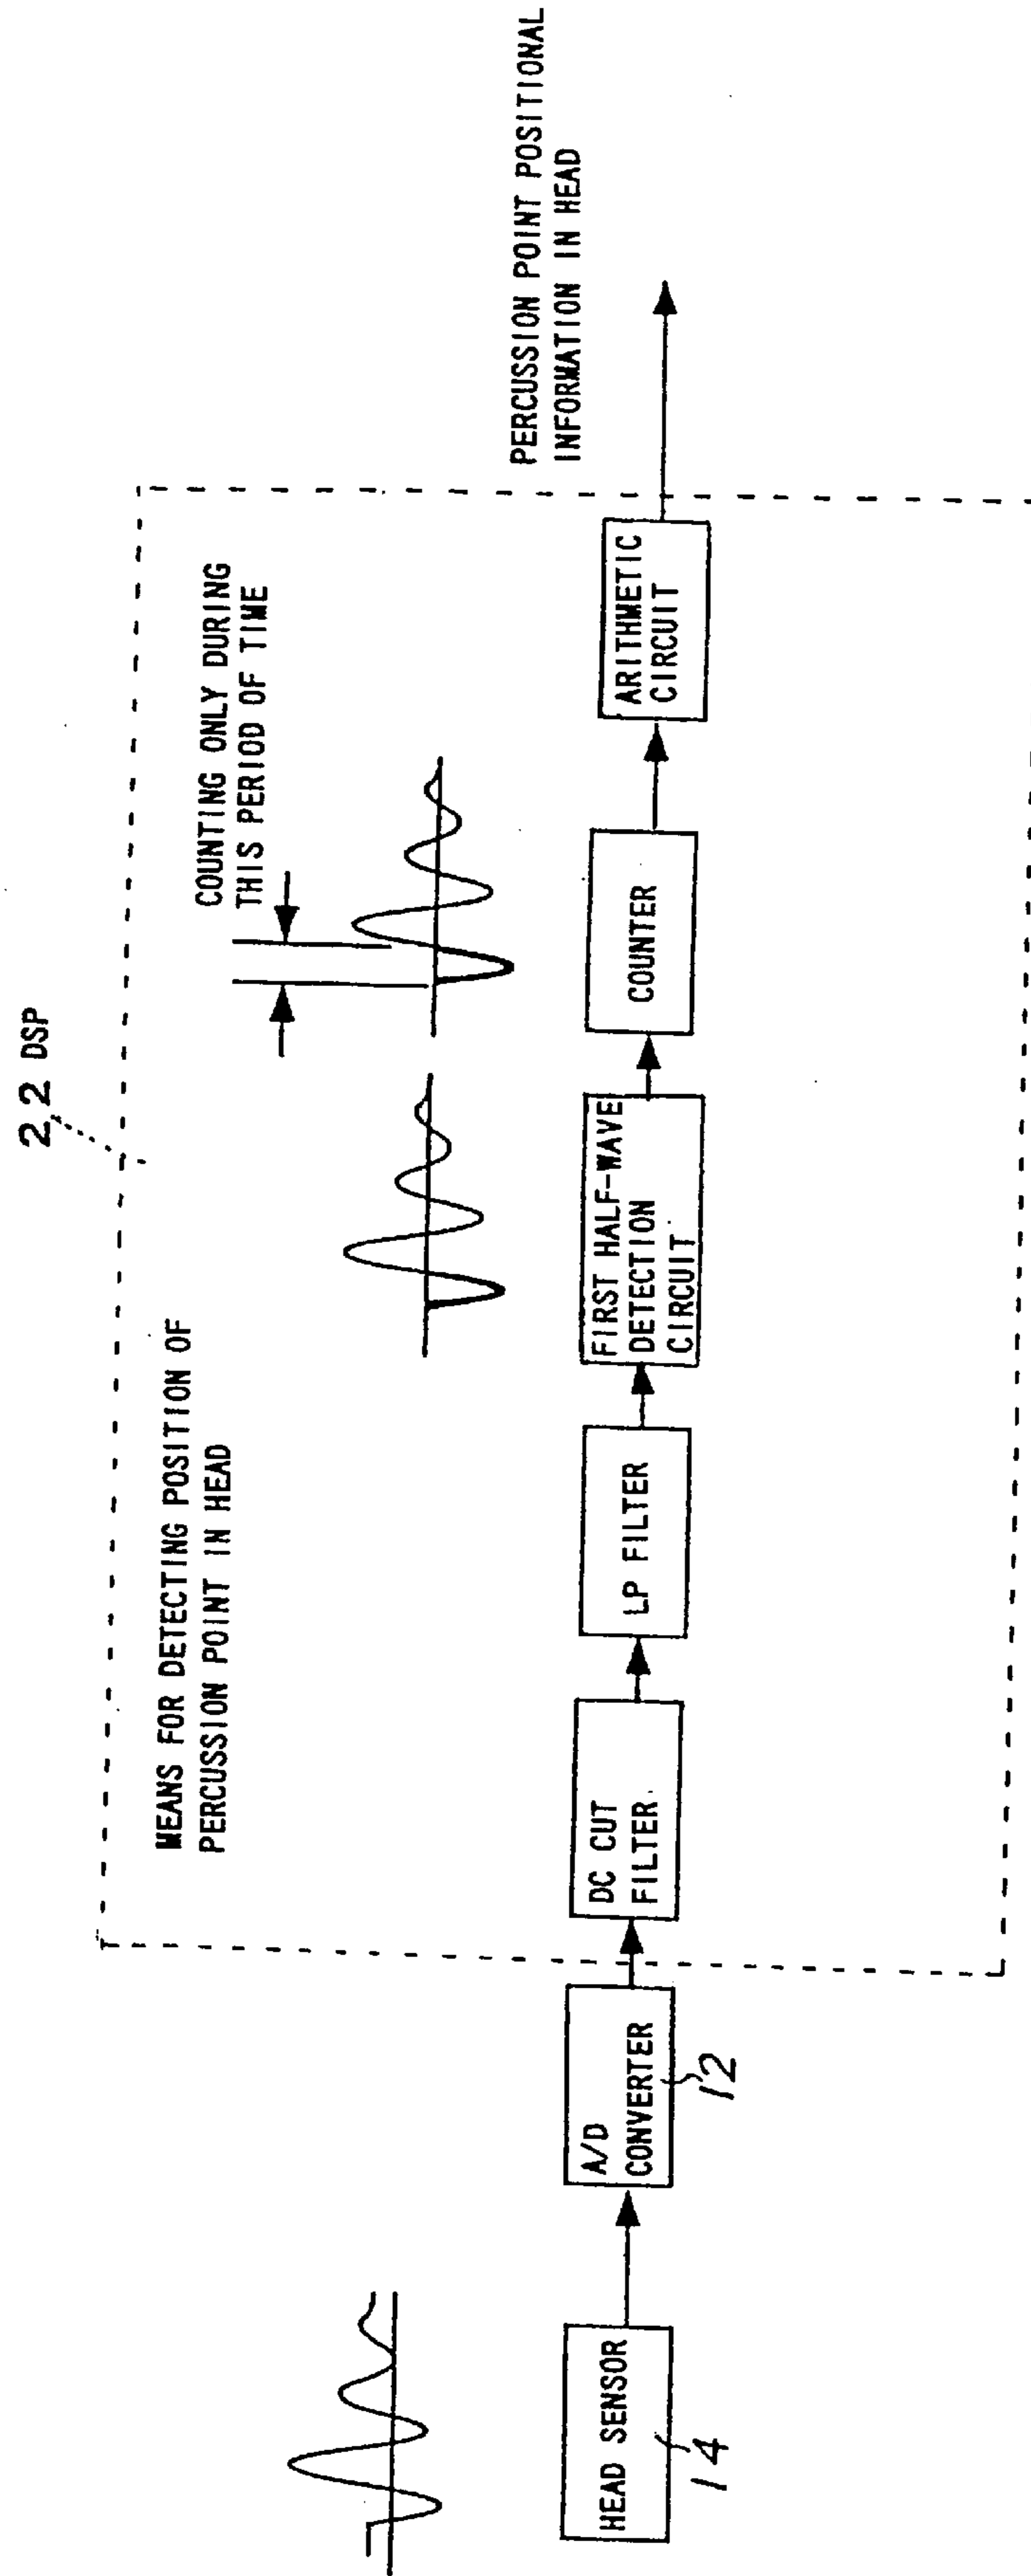 22 DSP
MEANS FOR DETECTING POSITION OF
PERCUSSION POINT IN HEAD
COUNTING ONLY DURING
THIS PERIOD OF TIME
PERCUSSION POINT POSITIONAL
INFORMATION IN HEAD
HEAD SENSOR
14
A/D
CONVERTER
12
DC CUT
FILTER
LP FILTER
FIRST HALF-WAVE
DETECTION
CIRCUIT
COUNTER
ARITHMETIC
CIRCUIT